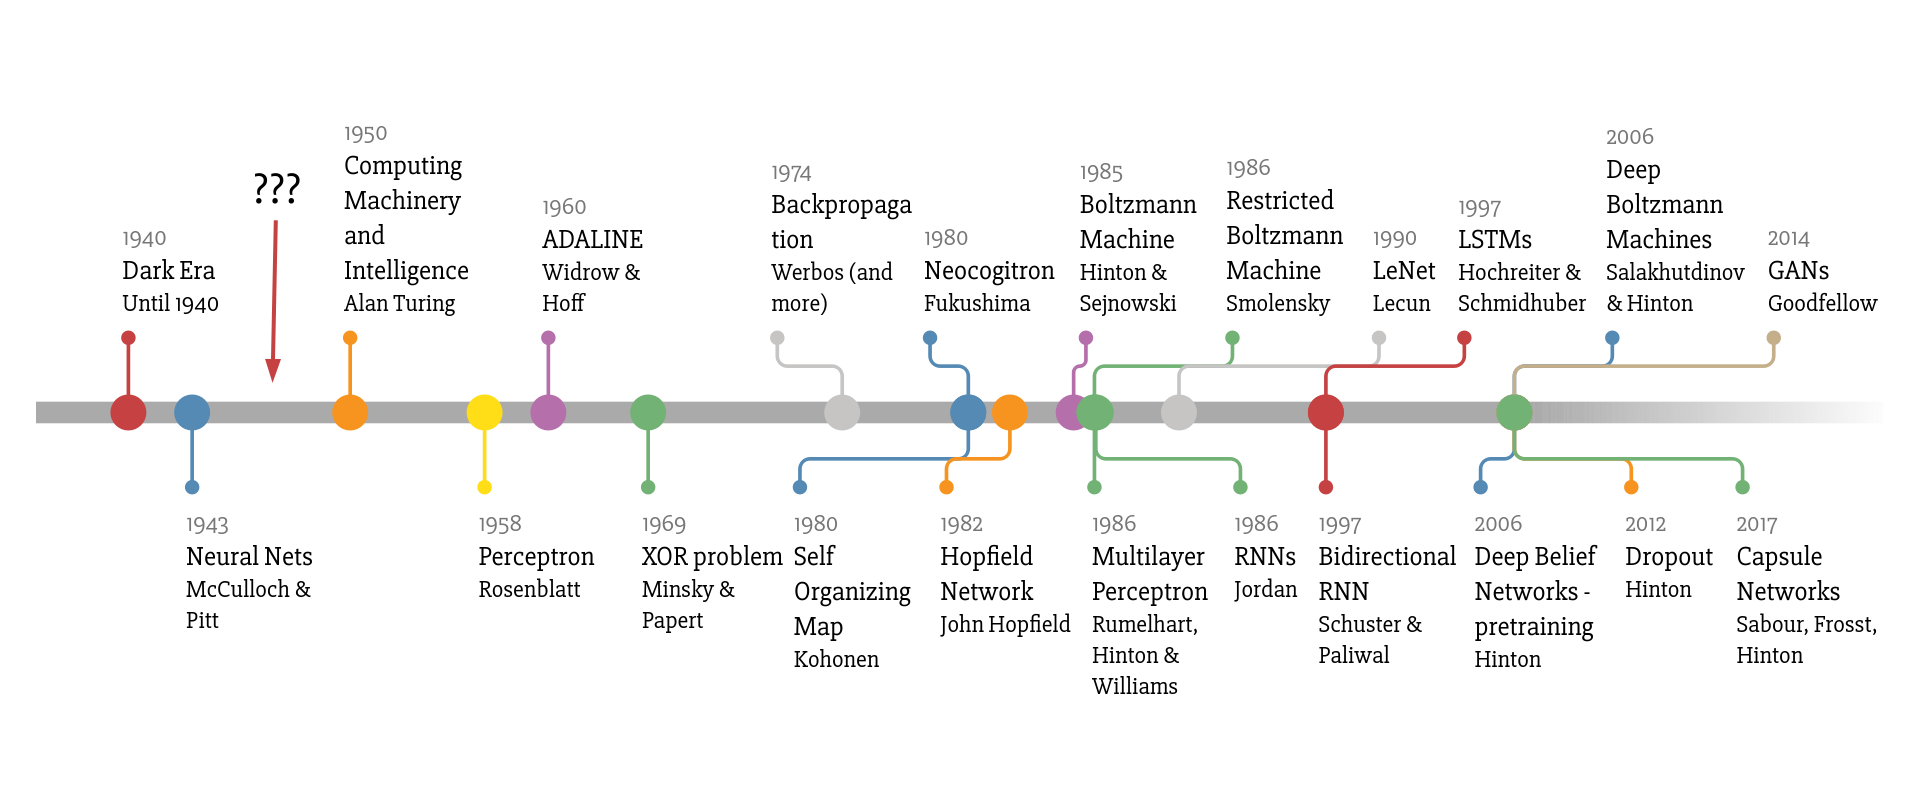 1940
Dark Era
Until 1940
???
1950
Computing
Machinery
and
Intelligence
Alan Turing
1960
ADALINE
Widrow &
Hoff
1974
Backpropaga
tion
Werbos (and
more)
1980
Neocogitron
Fukushima
1985
Boltzmann
Machine
Hinton &
Sejnowski
1986
Restricted
Boltzmann
Machine
Smolensky
1990
LeNet
Lecun
1997
LSTMs
Hochreiter &
Schmidhuber
2006
Deep
Boltzmann
Machines
Salakhutdinov
& Hinton
2014
GANs
Goodfellow
1943
Neural Nets
McCulloch &
Pitt
1958
Perceptron
Rosenblatt
1969
XOR problem
Minsky &
Papert
1980
Self
Organizing
Map
Kohonen
1982
Hopfield
Network
John Hopfield
1986
Multilayer
Perceptron
Rumelhart,
Hinton &
Williams
1986
RNNs
Jordan
1997
Bidirectional
RNN
Schuster &
Paliwal
2006
Deep Belief
Networks -
pretraining
Hinton
2012
Dropout
Hinton
2017
Capsule
Networks
Sabour, Frosst,
Hinton